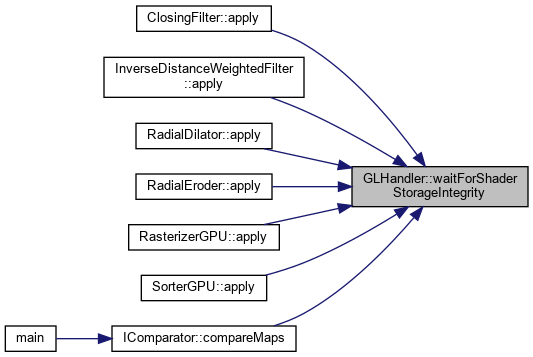 ClosingFilter::apply
InverseDistanceWeightedFilter
::apply
RadialDilator::apply
RadialEroder::apply
RasterizerGPU::apply
SorterGPU::apply
main
IComparator::compareMaps
GLHandler::waitForShader
StorageIntegrity